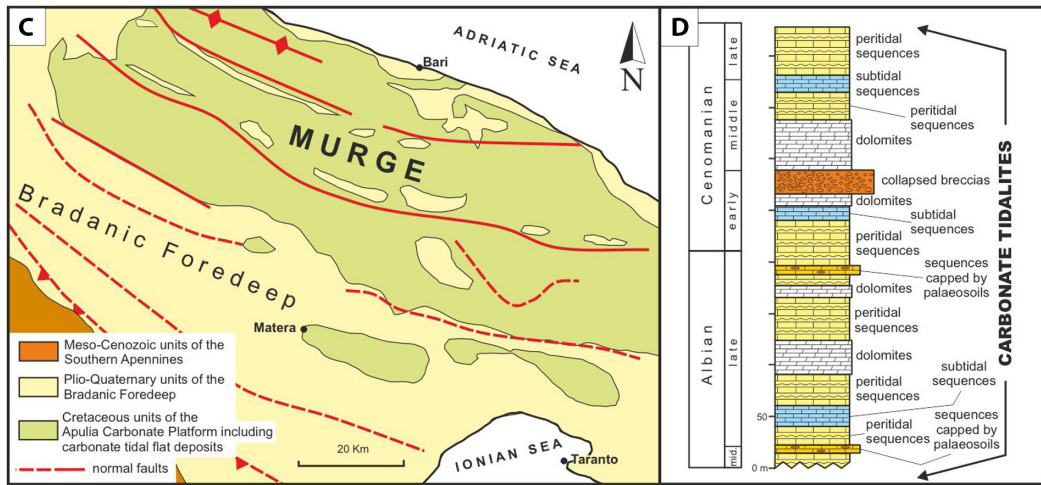 C
ADRIATIC SEA
Bari
N
MURGE
Bradanic Foredeep
Matera
Meso-Cenozoic units of the
Southern Apennines
Plio-Quaternary units of the
Bradanic Foredeep
Cretaceous units of the
Apulia Carbonate Platform including
carbonate tidal flat deposits
normal faults
20 Km
IONIAN SEA
Taranto
D
Cenomanian
late
middle
early
Albian
late
mid.
50
0 m
peritidal
sequences
subtidal
sequences
peritidal
sequences
dolomites
collapsed breccias
dolomites
subtidal
sequences
peritidal
sequences
sequences
capped by
palaeosoils
dolomites
peritidal
sequences
dolomites
subtidal
sequences
peritidal
sequences
sequences
capped by
palaeosoils
peritidal
sequences
CARBONATE TIDALITES